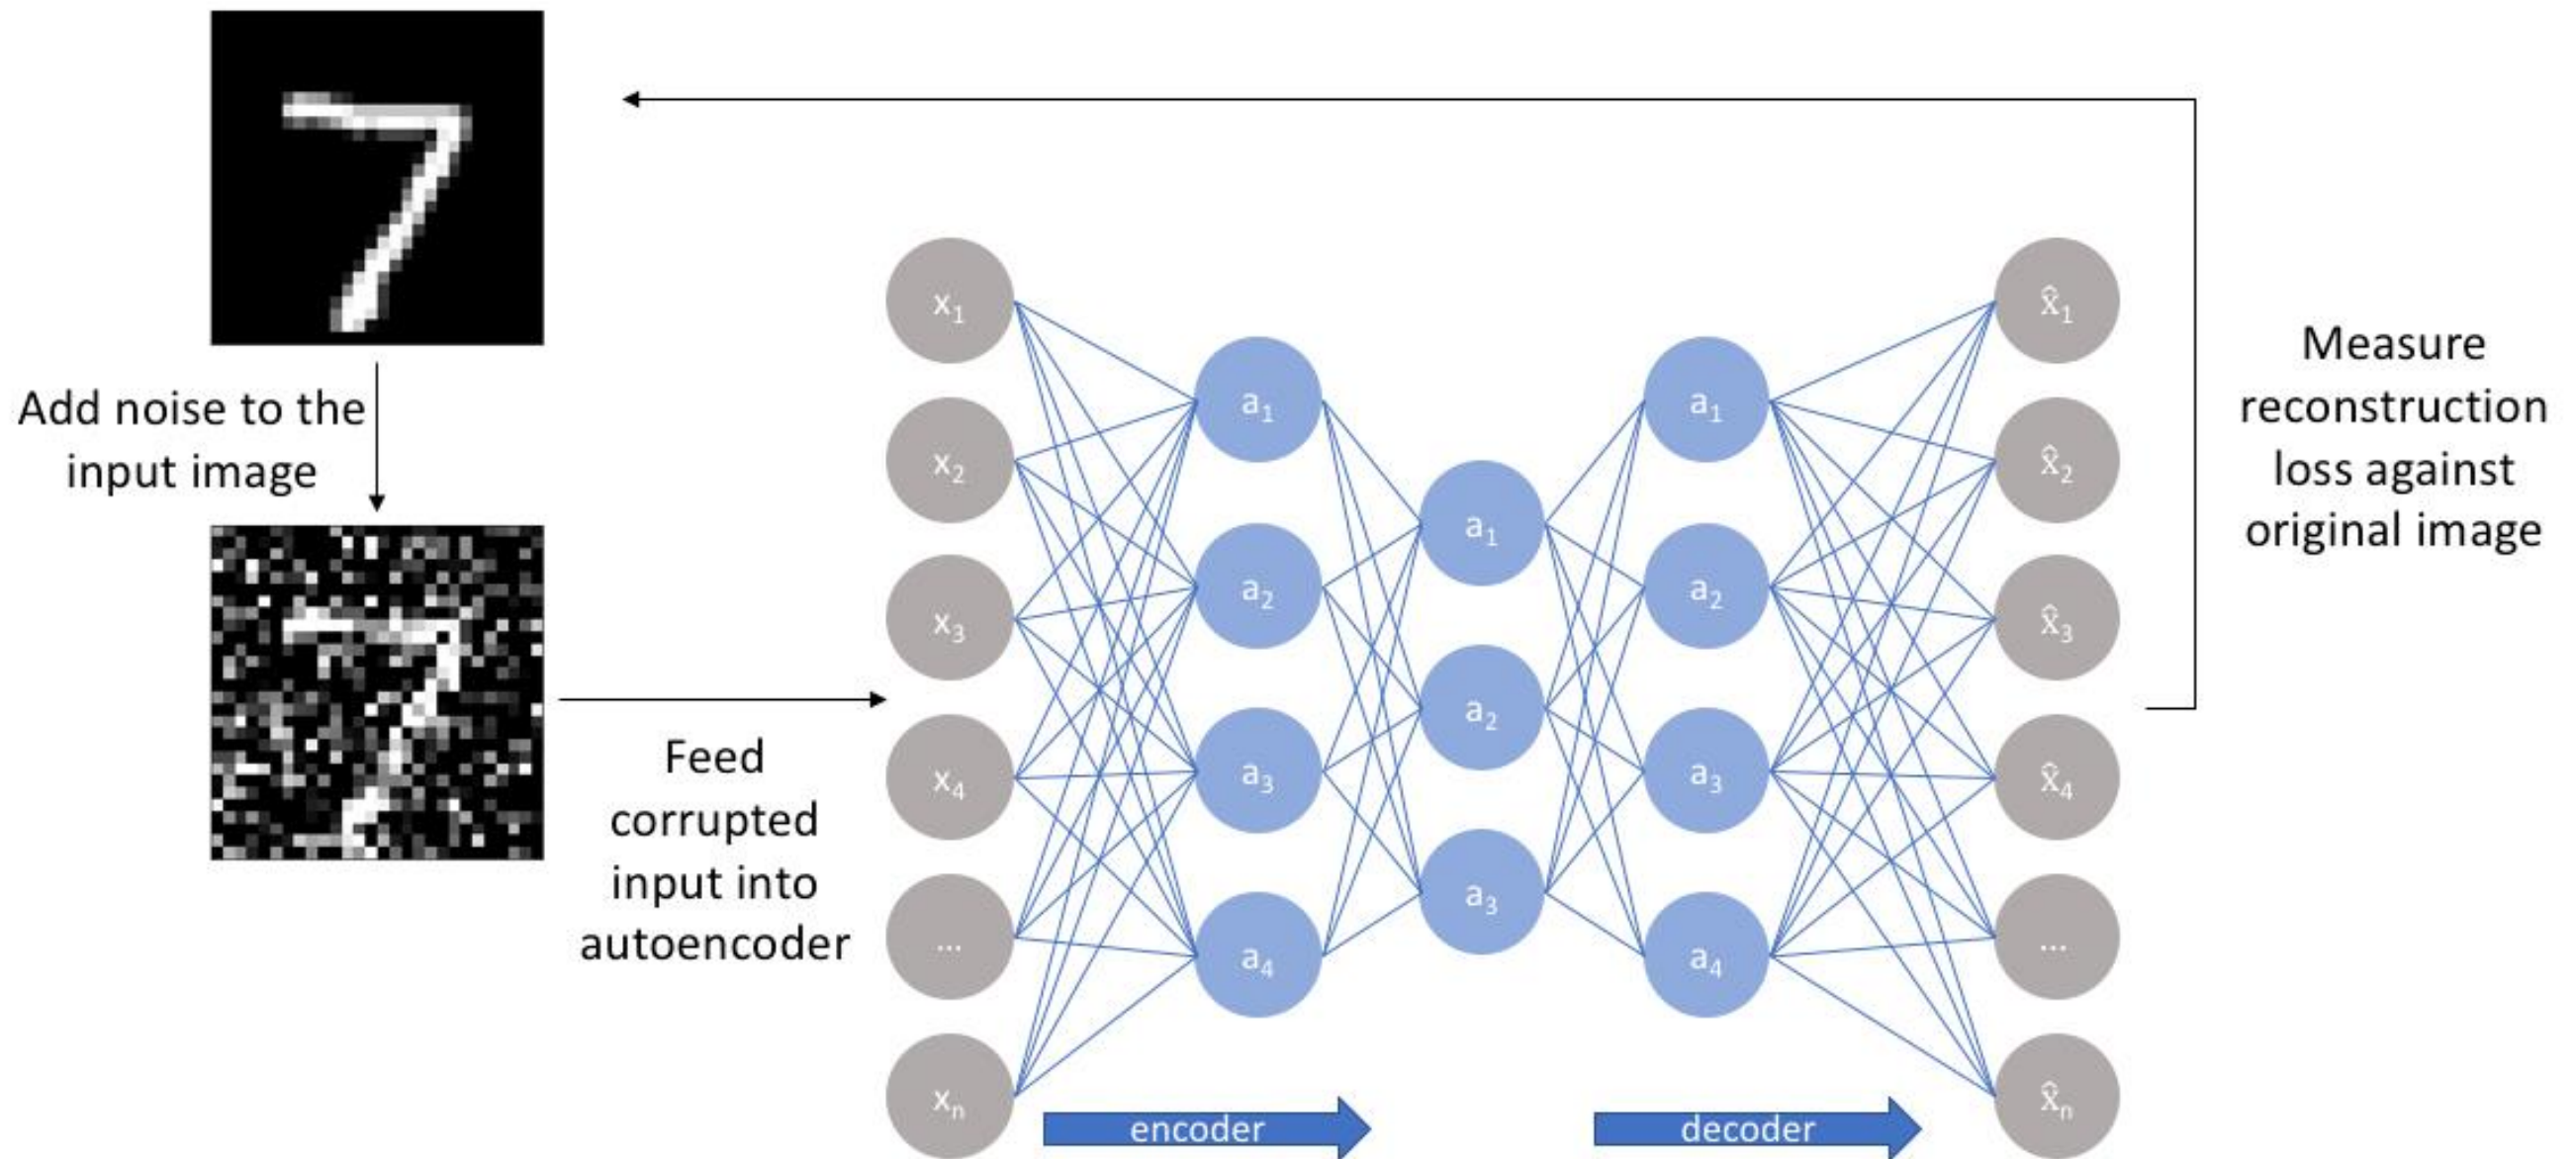 Add noise to the
input image
Feed
corrupted
input into
autoencoder
x₁
x₂
x₃
x₄
...
xₙ
a₁
a₂
a₃
a₄
a₁
a₂
a₃
a₁
a₂
a₃
a₄
x̂₁
x̂₂
x̂₃
x̂₄
...
x̂ₙ
encoder
decoder
Measure
reconstruction
loss against
original image